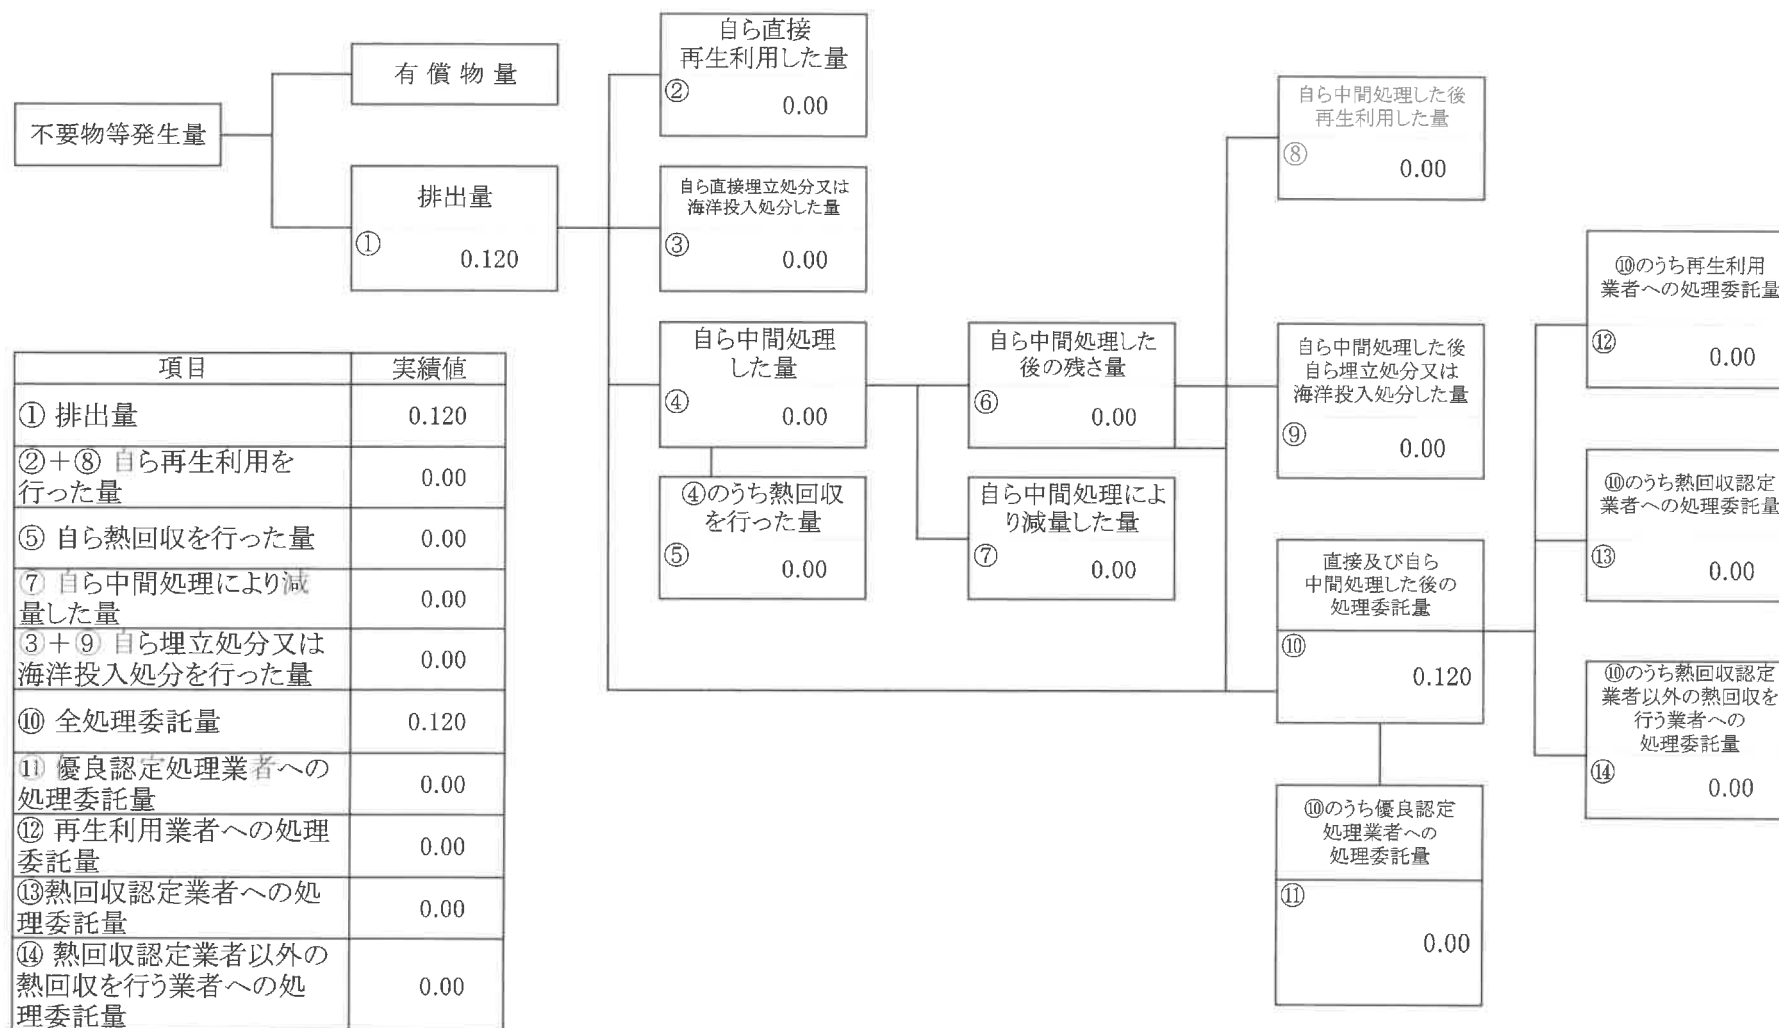 不要物等発生量
有償物量
排出量
①
0.120
自ら直接
再生利用した量
②
0.00
自ら直接埋立処分又は
海洋投入処分した量
③
0.00
自ら中間処理
した量
④
0.00
④のうち熱回収
を行った量
⑤
0.00
自ら中間処理した
後の残さ量
⑥
0.00
自ら中間処理によ
り減量した量
⑦
0.00
自ら中間処理した後
再生利用した量
⑧
0.00
自ら中間処理した後
自ら埋立処分又は
海洋投入処分した量
⑨
0.00
直接及び自ら
中間処理した後の
処理委託量
⑩
0.120
⑩のうち優良認定
処理業者への
処理委託量
⑪
0.00
⑩のうち再生利用
業者への処理委託量
⑫
0.00
⑩のうち熱回収認定
業者への処理委託量
⑬
0.00
⑩のうち熱回収認定
業者以外の熱回収を
行う業者への
処理委託量
⑭
0.00
項目 実績値
① 排出量 0.120
②+⑧ 自ら再生利用を
行った量 0.00
⑤ 自ら熱回収を行った量 0.00
⑦ 自ら中間処理により減
量した量 0.00
③+⑨ 自ら埋立処分又は
海洋投入処分を行った量 0.00
⑩ 全処理委託量 0.120
⑪ 優良認定処理業者への
処理委託量 0.00
⑫ 再生利用業者への処理
委託量 0.00
⑬熱回収認定業者への処
理委託量 0.00
⑭ 熱回収認定業者以外の
熱回収を行う業者への処
理委託量 0.00